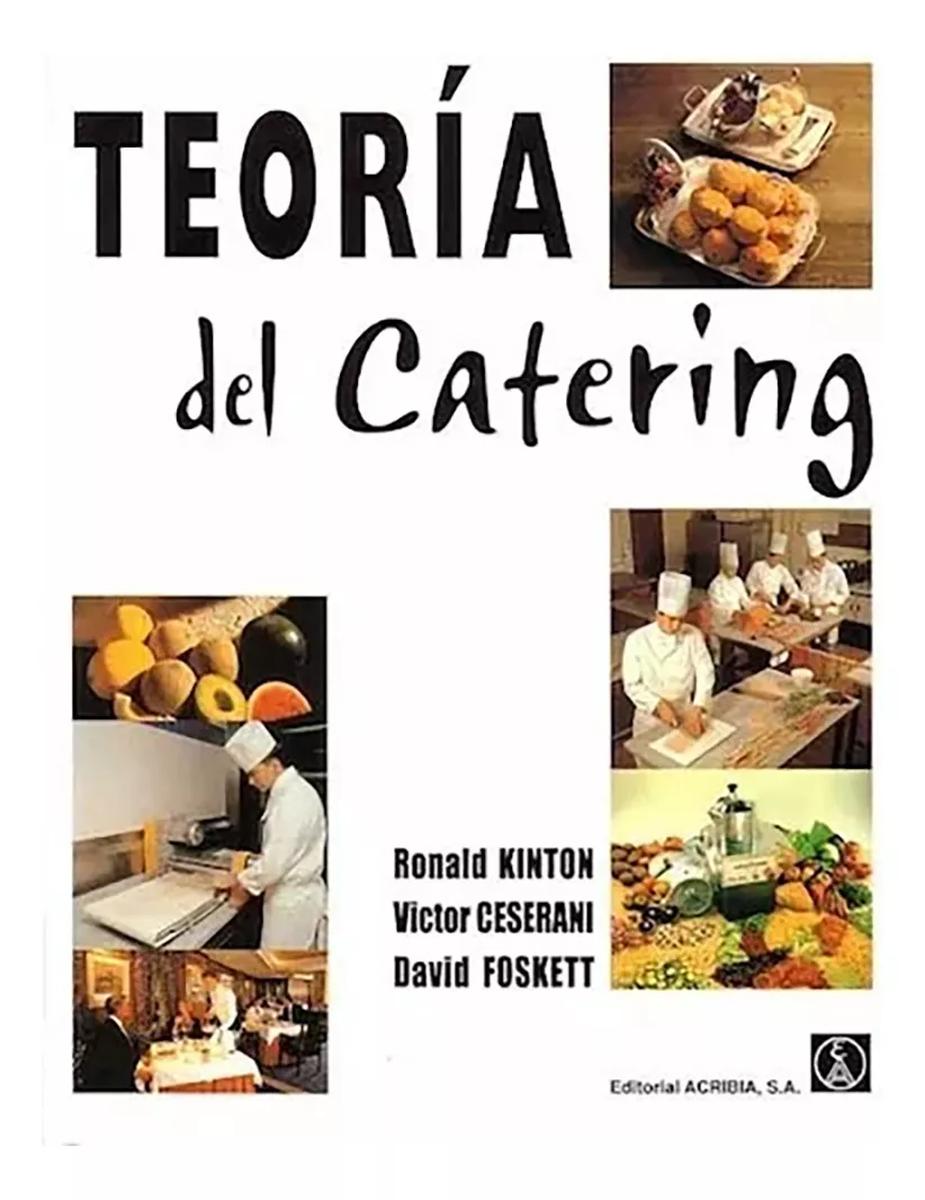 TEORÍA
del Catering
Ronald KINTON
Victor CESERANI
David FOSKETT
Editorial ACRIBIA, S.A.